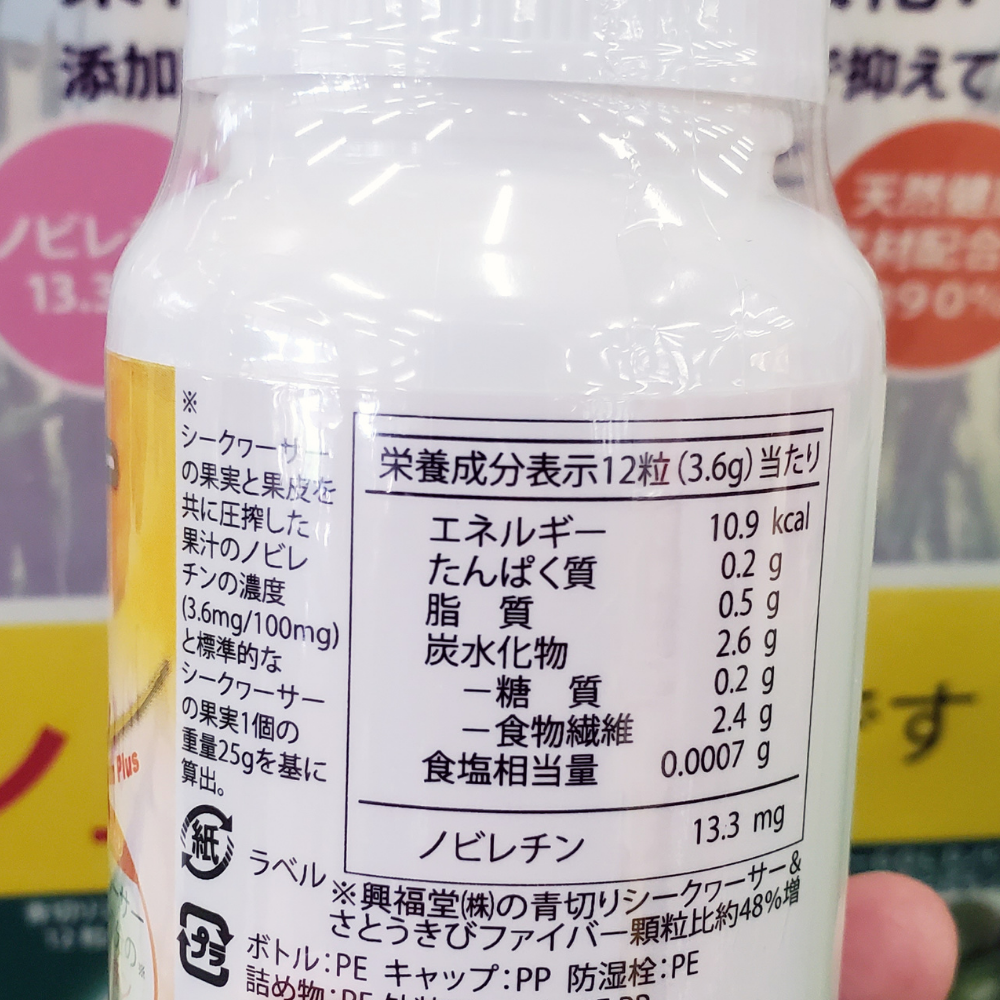 添加
で抑えて
ノビレ
13.3
天然健
材配合
90%
※
シークヮーサー
の果実と果皮を
共に圧搾した
果汁のノビレ
チンの濃度
(3.6mg/100mg)
と標準的な
シークヮーサー
の果実1個の
重量25gを基に
算出。
栄養成分表示12粒(3.6g)当たり
エネルギー 10.9 kcal
たんぱく質 0.2 g
脂 質 0.5 g
炭水化物 2.6 g
－糖 質 0.2 g
－食物繊維 2.4 g
食塩相当量 0.0007 g
ノビレチン 13.3 mg
※興福堂㈱の青切りシークヮーサー&
さとうきびファイバー顆粒比約48%増
紙 ラベル
プラ ボトル:PE キャップ:PP 防湿栓:PE
詰め物:PE
Plus
です